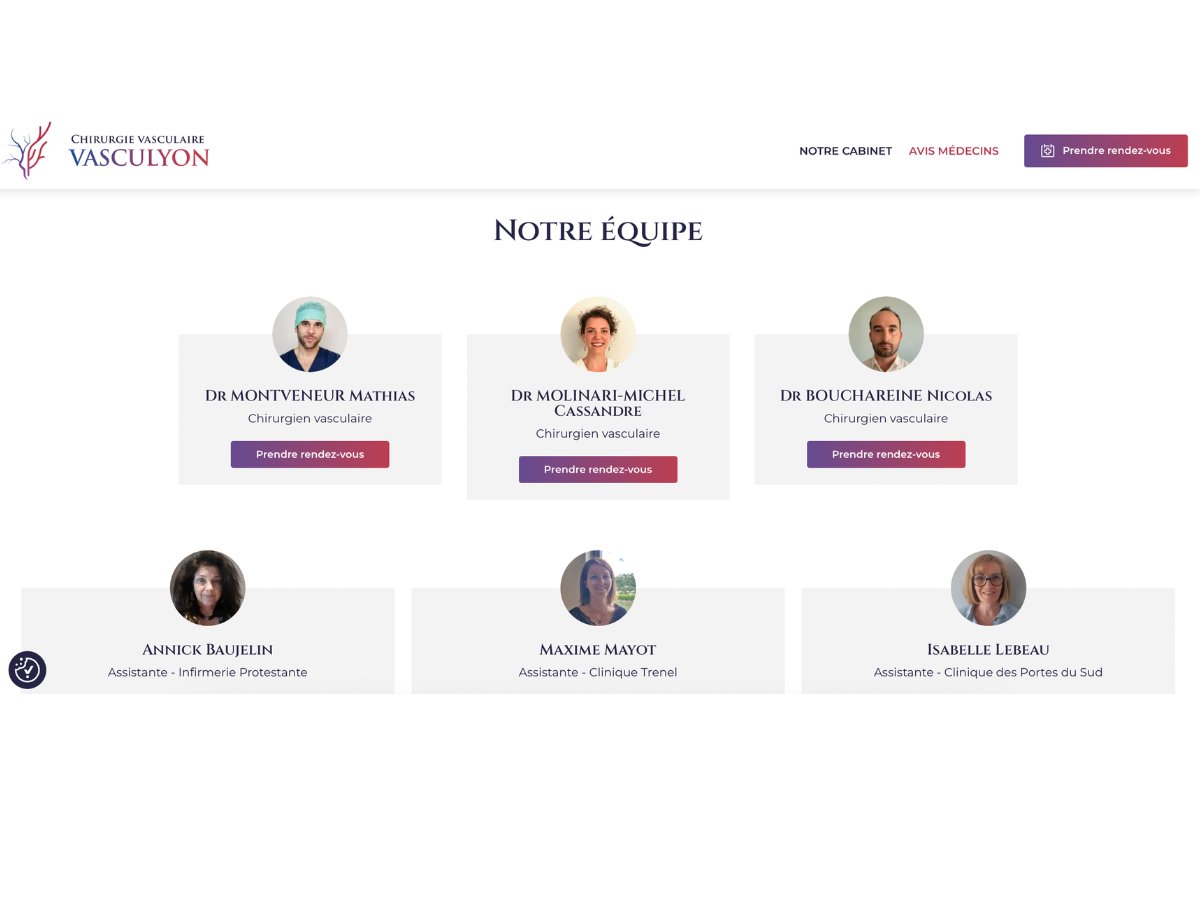 Chirurgie vasculaire
VASCULYON
NOTRE CABINET
AVIS MÉDECINS
Prendre rendez-vous
Notre équipe
Dr MONTVENEUR Mathias
Chirurgien vasculaire
Prendre rendez-vous
Dr MOLINARI-MICHEL
Cassandre
Chirurgien vasculaire
Prendre rendez-vous
Dr BOUCHAREINE Nicolas
Chirurgien vasculaire
Prendre rendez-vous
Annick Baujelin
Assistante - Infirmerie Protestante
Maxime Mayot
Assistante - Clinique Trenel
Isabelle Lebeau
Assistante - Clinique des Portes du Sud